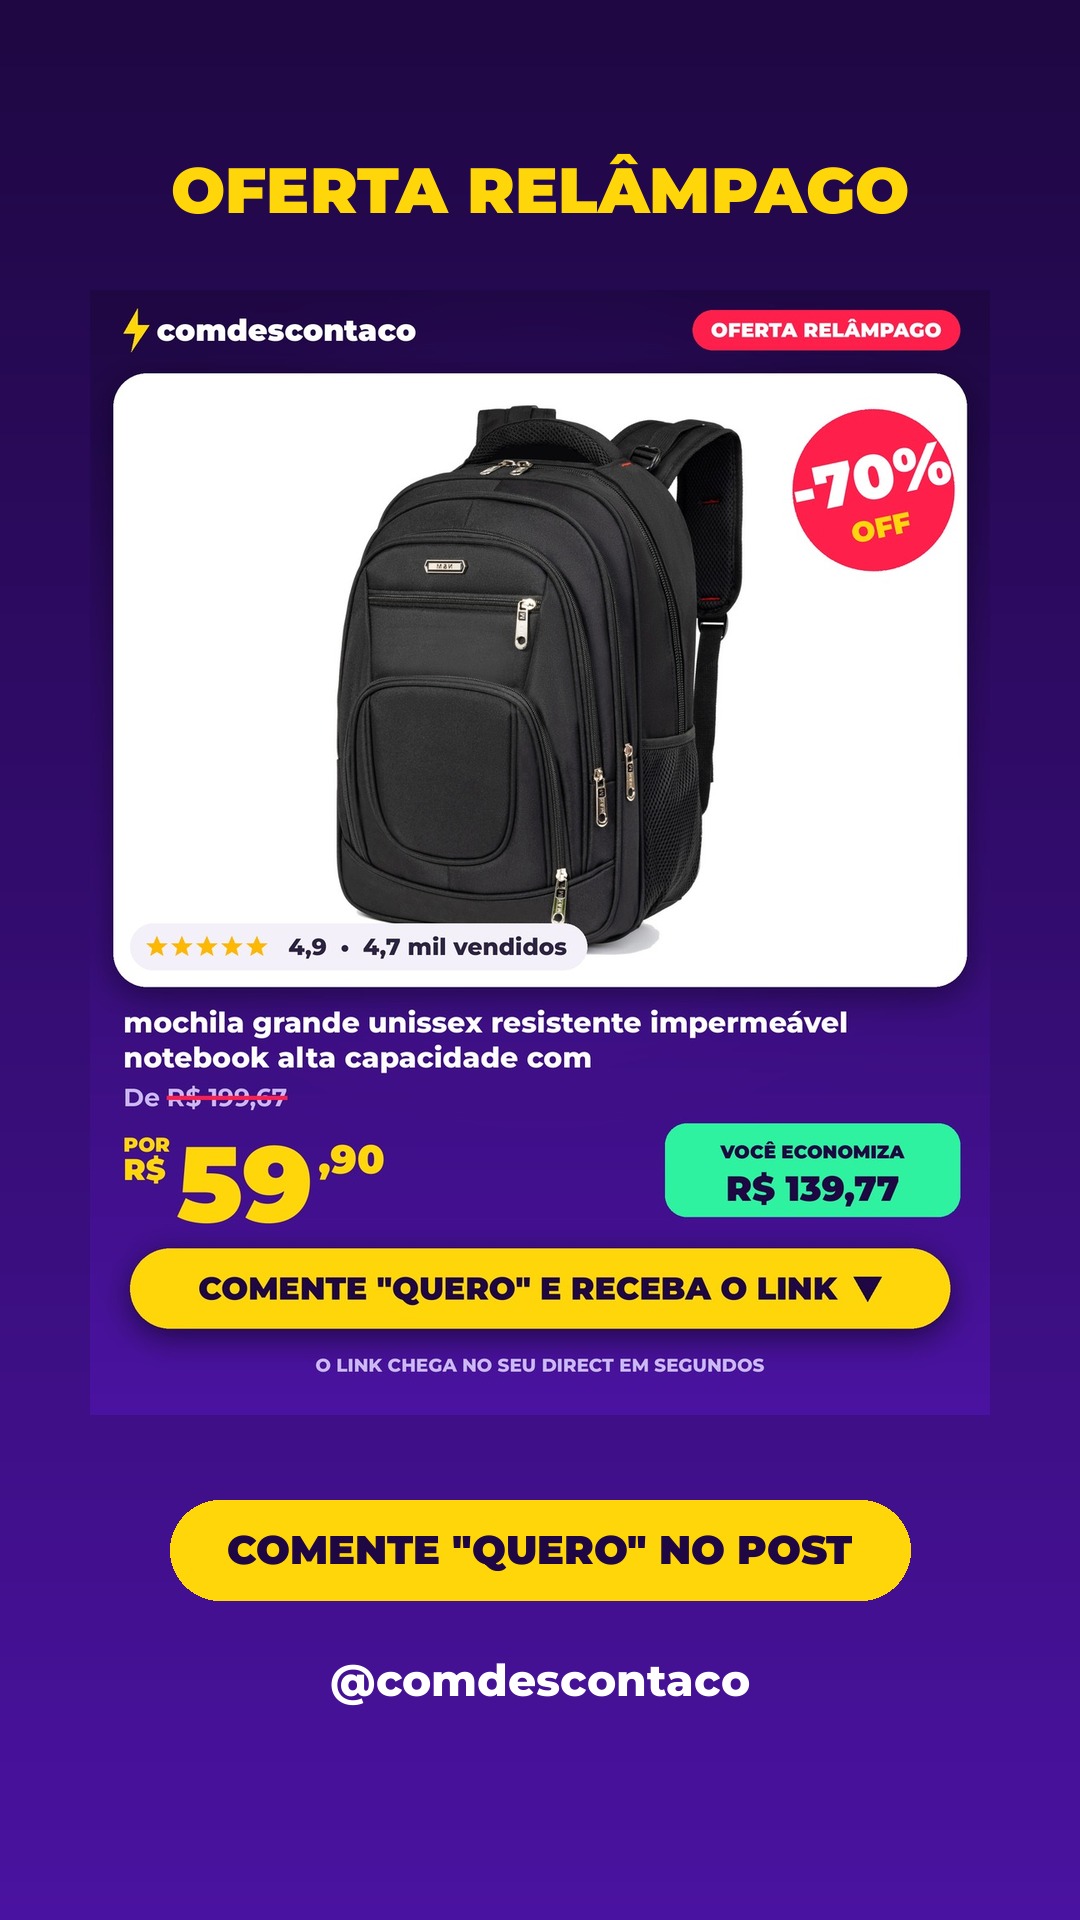 OFERTA RELÂMPAGO
comdescontaco
OFERTA RELÂMPAGO
-70%
OFF
4,9 • 4,7 mil vendidos
mochila grande unissex resistente impermeável
notebook alta capacidade com
De R$ 199,67
POR
R$ 59,90
VOCÊ ECONOMIZA
R$ 139,77
COMENTE "QUERO" E RECEBA O LINK ▼
O LINK CHEGA NO SEU DIRECT EM SEGUNDOS
COMENTE "QUERO" NO POST
@comdescontaco